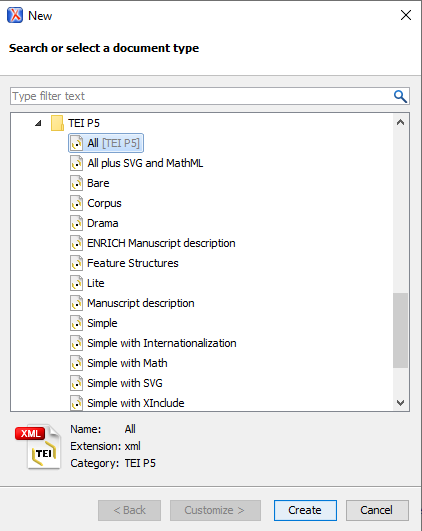 New
Search or select a document type
Type filter text
TEI P5
All [TEI P5]
All plus SVG and MathML
Bare
Corpus
Drama
ENRICH Manuscript description
Feature Structures
Lite
Manuscript description
Simple
Simple with Internationalization
Simple with Math
Simple with SVG
Simple with XInclude
XML
TEI
Name: All
Extension: xml
Category: TEI P5
< Back Customize > Create Cancel